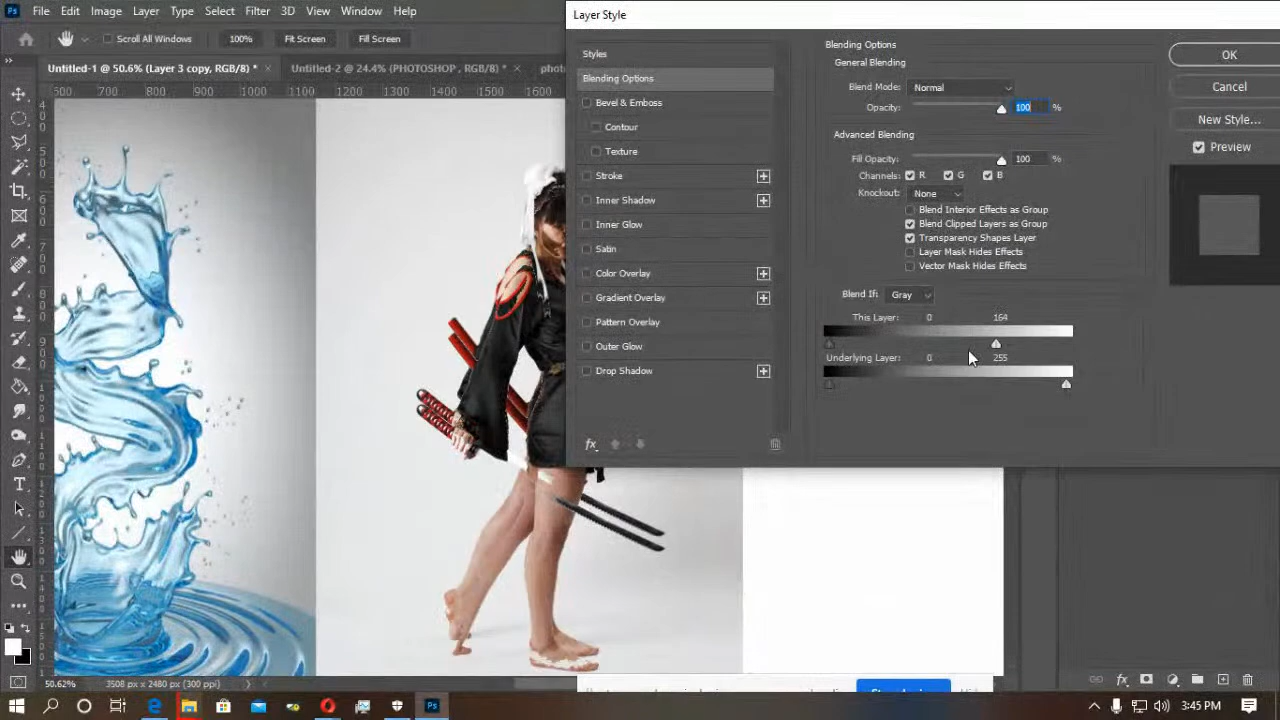 Ps File Edit Image Layer Type Select Filter 3D View Window Help
Layer Style
Scroll All Windows 100% Fit Screen Fill Screen
Untitled-1 @ 50.6% (Layer 3 copy, RGB/8) * × Untitled-2 @ 24.4% (PHOTOSHOP , RGB/8) * × phot
600 700 800 900 1000 1100 1200 1300 1400 1500 1600
Styles
Blending Options
Bevel & Emboss
Contour
Texture
Stroke
Inner Shadow
Inner Glow
Satin
Color Overlay
Gradient Overlay
Pattern Overlay
Outer Glow
Drop Shadow
fx
Blending Options
General Blending
Blend Mode: Normal
Opacity: 100 %
Advanced Blending
Fill Opacity: 100 %
Channels: R G B
Knockout: None
Blend Interior Effects as Group
Blend Clipped Layers as Group
Transparency Shapes Layer
Layer Mask Hides Effects
Vector Mask Hides Effects
Blend If: Gray
This Layer: 0 164
Underlying Layer: 0 255
OK
Cancel
New Style...
Preview
50.62% 3508 px x 2480 px (300 ppi)
fx
Ps
3:45 PM